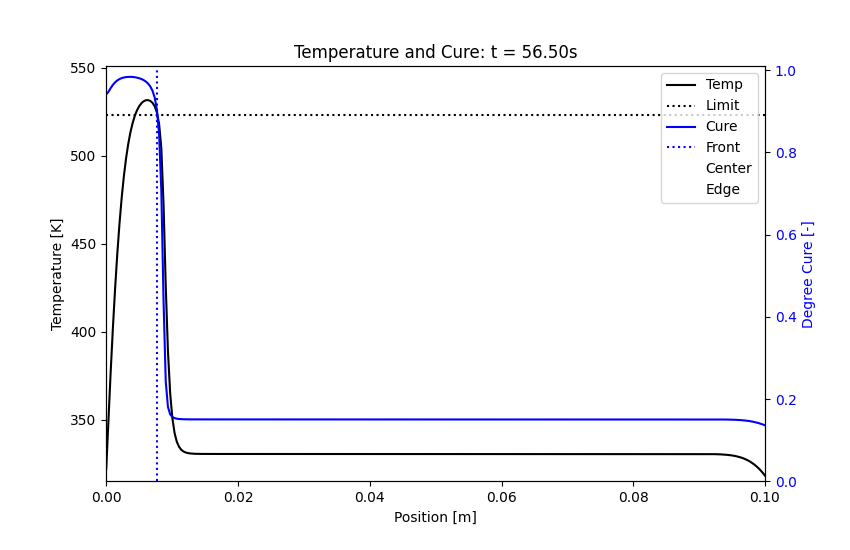 Temperature and Cure: t = 56.50s
550
500
450
400
350
Temperature [K]
1.0
0.8
0.6
0.4
0.2
0.0
Degree Cure [-]
Temp
Limit
Cure
Front
Center
Edge
0.00
0.02
0.04
0.06
0.08
0.10
Position [m]